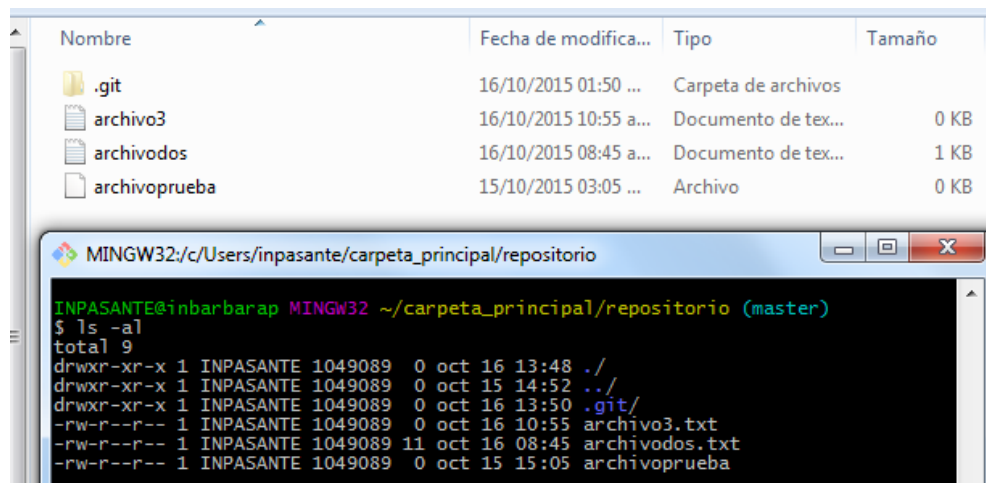 Nombre Fecha de modifica... Tipo Tamaño
.git 16/10/2015 01:50 ... Carpeta de archivos
archivo3 16/10/2015 10:55 a... Documento de tex... 0 KB
archivodos 16/10/2015 08:45 a... Documento de tex... 1 KB
archivoprueba 15/10/2015 03:05 ... Archivo 0 KB
MINGW32:/c/Users/inpasante/carpeta_principal/repositorio
INPASANTE@inbarbarap MINGW32 ~/carpeta_principal/repositorio (master)
$ ls -al
total 9
drwxr-xr-x 1 INPASANTE 1049089 0 oct 16 13:48 ./
drwxr-xr-x 1 INPASANTE 1049089 0 oct 15 14:52 ../
drwxr-xr-x 1 INPASANTE 1049089 0 oct 16 13:50 .git/
-rw-r--r-- 1 INPASANTE 1049089 0 oct 16 10:55 archivo3.txt
-rw-r--r-- 1 INPASANTE 1049089 11 oct 16 08:45 archivodos.txt
-rw-r--r-- 1 INPASANTE 1049089 0 oct 15 15:05 archivoprueba